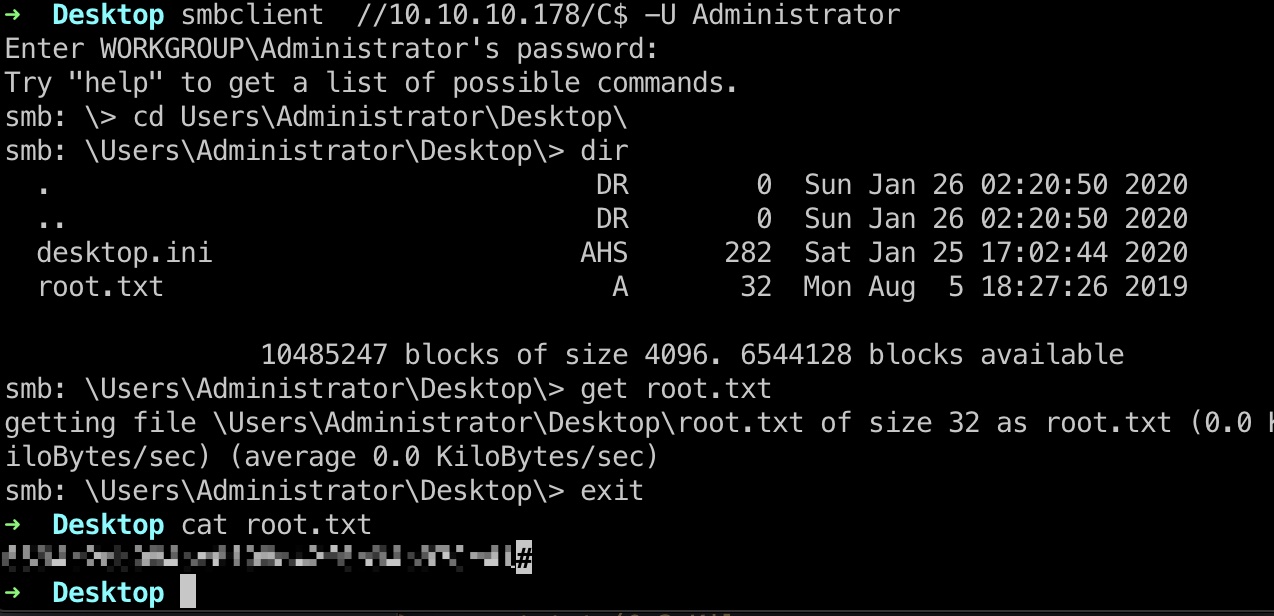 ➜ Desktop smbclient //10.10.10.178/C$ -U Administrator
Enter WORKGROUP\Administrator's password:
Try "help" to get a list of possible commands.
smb: \> cd Users\Administrator\Desktop\
smb: \Users\Administrator\Desktop\> dir
. DR 0 Sun Jan 26 02:20:50 2020
.. DR 0 Sun Jan 26 02:20:50 2020
desktop.ini AHS 282 Sat Jan 25 17:02:44 2020
root.txt A 32 Mon Aug 5 18:27:26 2019
10485247 blocks of size 4096. 6544128 blocks available
smb: \Users\Administrator\Desktop\> get root.txt
getting file \Users\Administrator\Desktop\root.txt of size 32 as root.txt (0.0 K
iloBytes/sec) (average 0.0 KiloBytes/sec)
smb: \Users\Administrator\Desktop\> exit
➜ Desktop cat root.txt
#
➜ Desktop